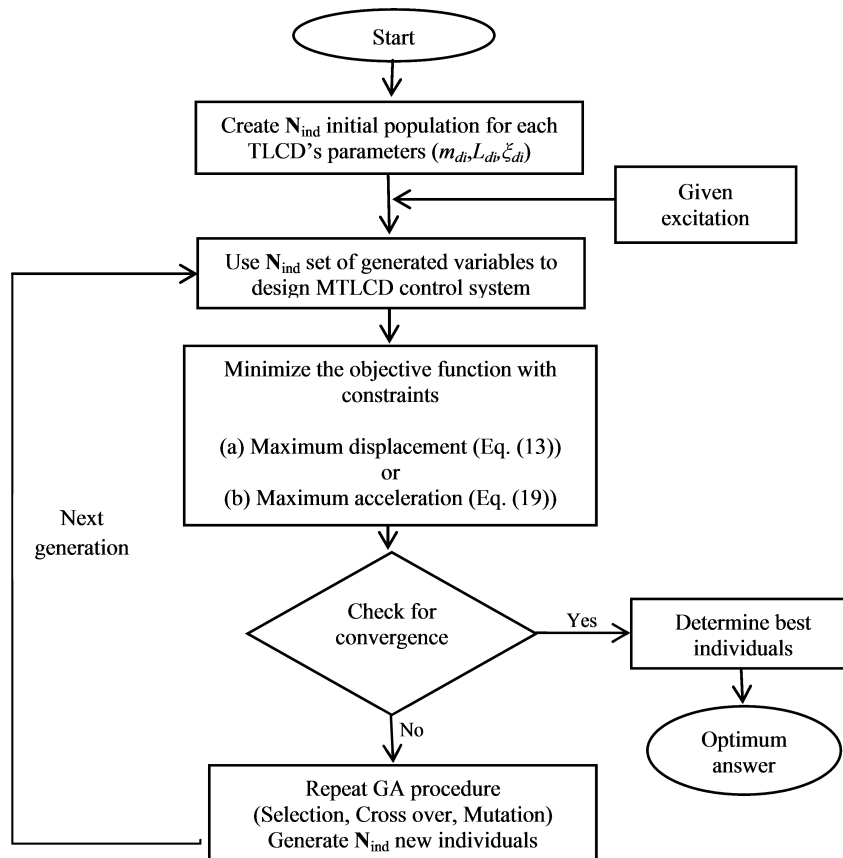 Start
Create N_ind initial population for each
TLCD's parameters (m_di,L_di,ξ_di)
Given
excitation
Use N_ind set of generated variables to
design MTLCD control system
Minimize the objective function with
constraints
(a) Maximum displacement (Eq. (13))
or
(b) Maximum acceleration (Eq. (19))
Next
generation
Check for
convergence
Yes
Determine best
individuals
No
Optimum
answer
Repeat GA procedure
(Selection, Cross over, Mutation)
Generate N_ind new individuals